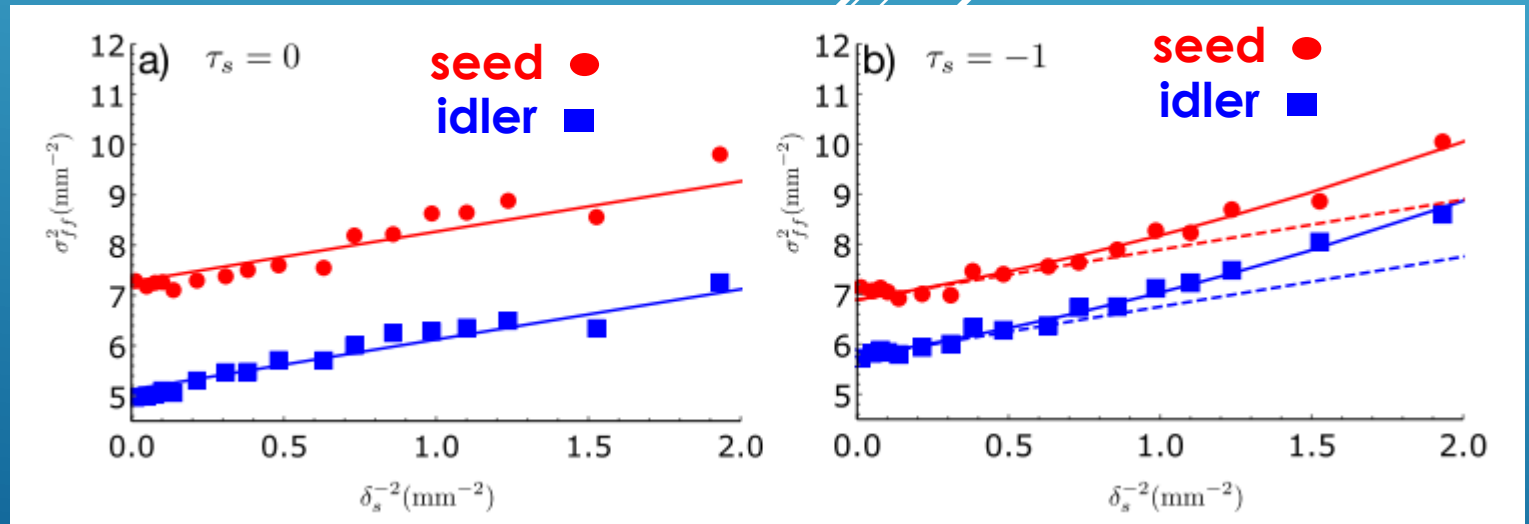 a) τ_s = 0
seed
idler
12
11
10
9
8
7
6
5
σ²_ff(mm⁻²)
0.0 0.5 1.0 1.5 2.0
δ_s⁻²(mm⁻²)
b) τ_s = −1
seed
idler
12
11
10
9
8
7
6
5
σ²_ff(mm⁻²)
0.0 0.5 1.0 1.5 2.0
δ_s⁻²(mm⁻²)